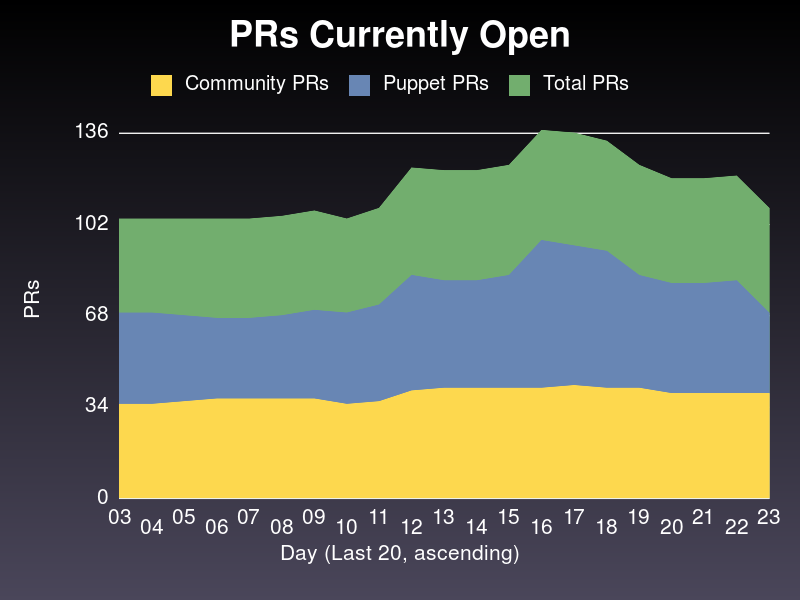 PRs Currently Open
Community PRs Puppet PRs Total PRs
136
102
PRs
68
34
0
03 04 05 06 07 08 09 10 11 12 13 14 15 16 17 18 19 20 21 22 23
Day (Last 20, ascending)